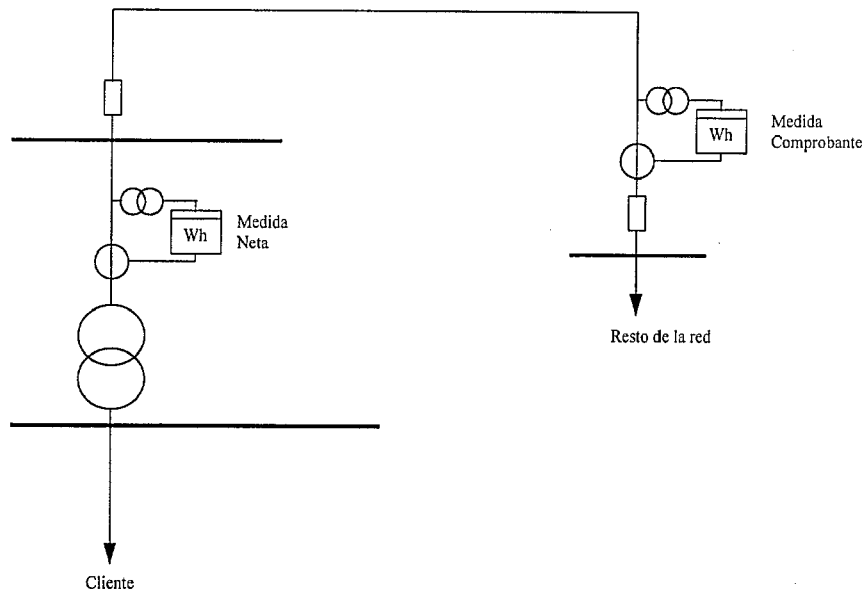 Wh
Medida
Comprobante
Wh
Medida
Neta
Resto de la red
Cliente